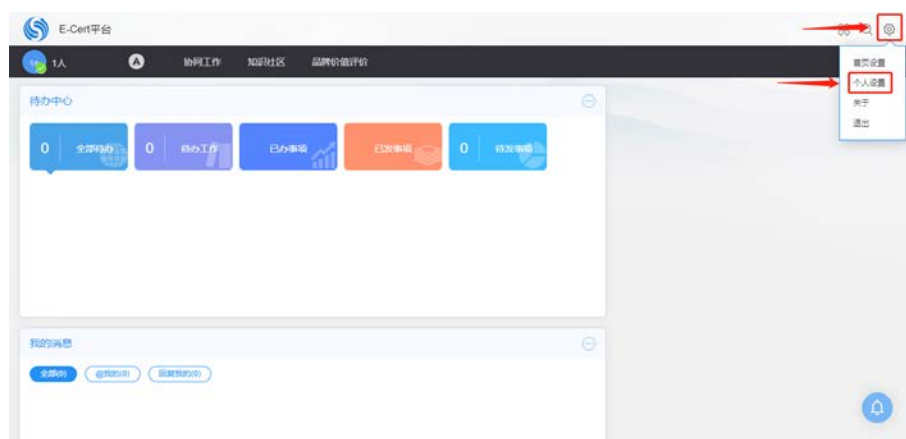 E-Cert平台
1人
协同工作 知识社区 品牌价值评价
首页设置
个人设置
关于
退出
待办中心
0 全部待办 0 待办工作 已办事项 已发事项 0 待发事项
我的消息
全部(0) @我的(0) 回复我的(0)